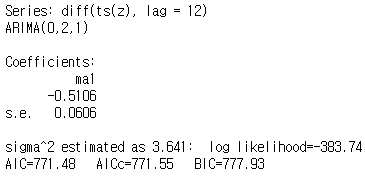 Series: diff(ts(z), lag = 12)
ARIMA(0,2,1)
Coefficients:
ma1
-0.5106
s.e. 0.0606
sigma^2 estimated as 3.641: log likelihood=-383.74
AIC=771.48 AICc=771.55 BIC=777.93